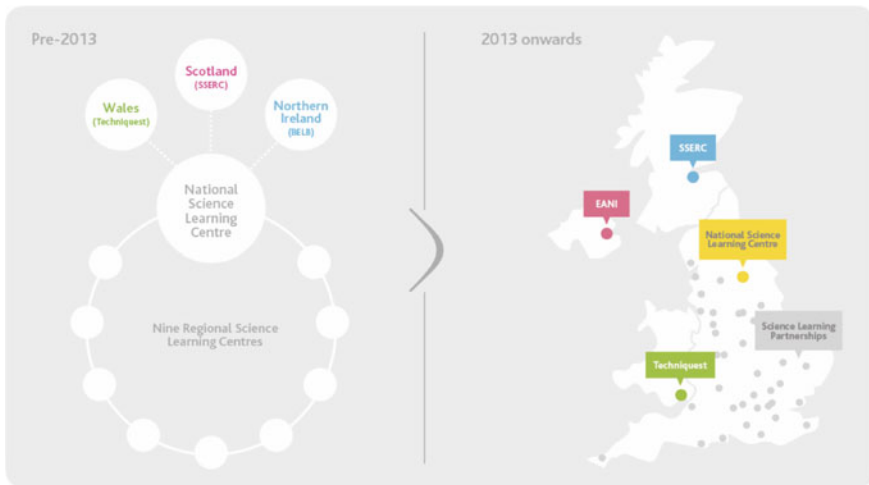 Pre-2013
Scotland
(SSERC)
Wales
(Techniquest)
Northern
Ireland
(BELB)
National
Science
Learning
Centre
Nine Regional Science
Learning Centres
2013 onwards
SSERC
EANI
National Science
Learning Centre
Science Learning
Partnerships
Techniquest